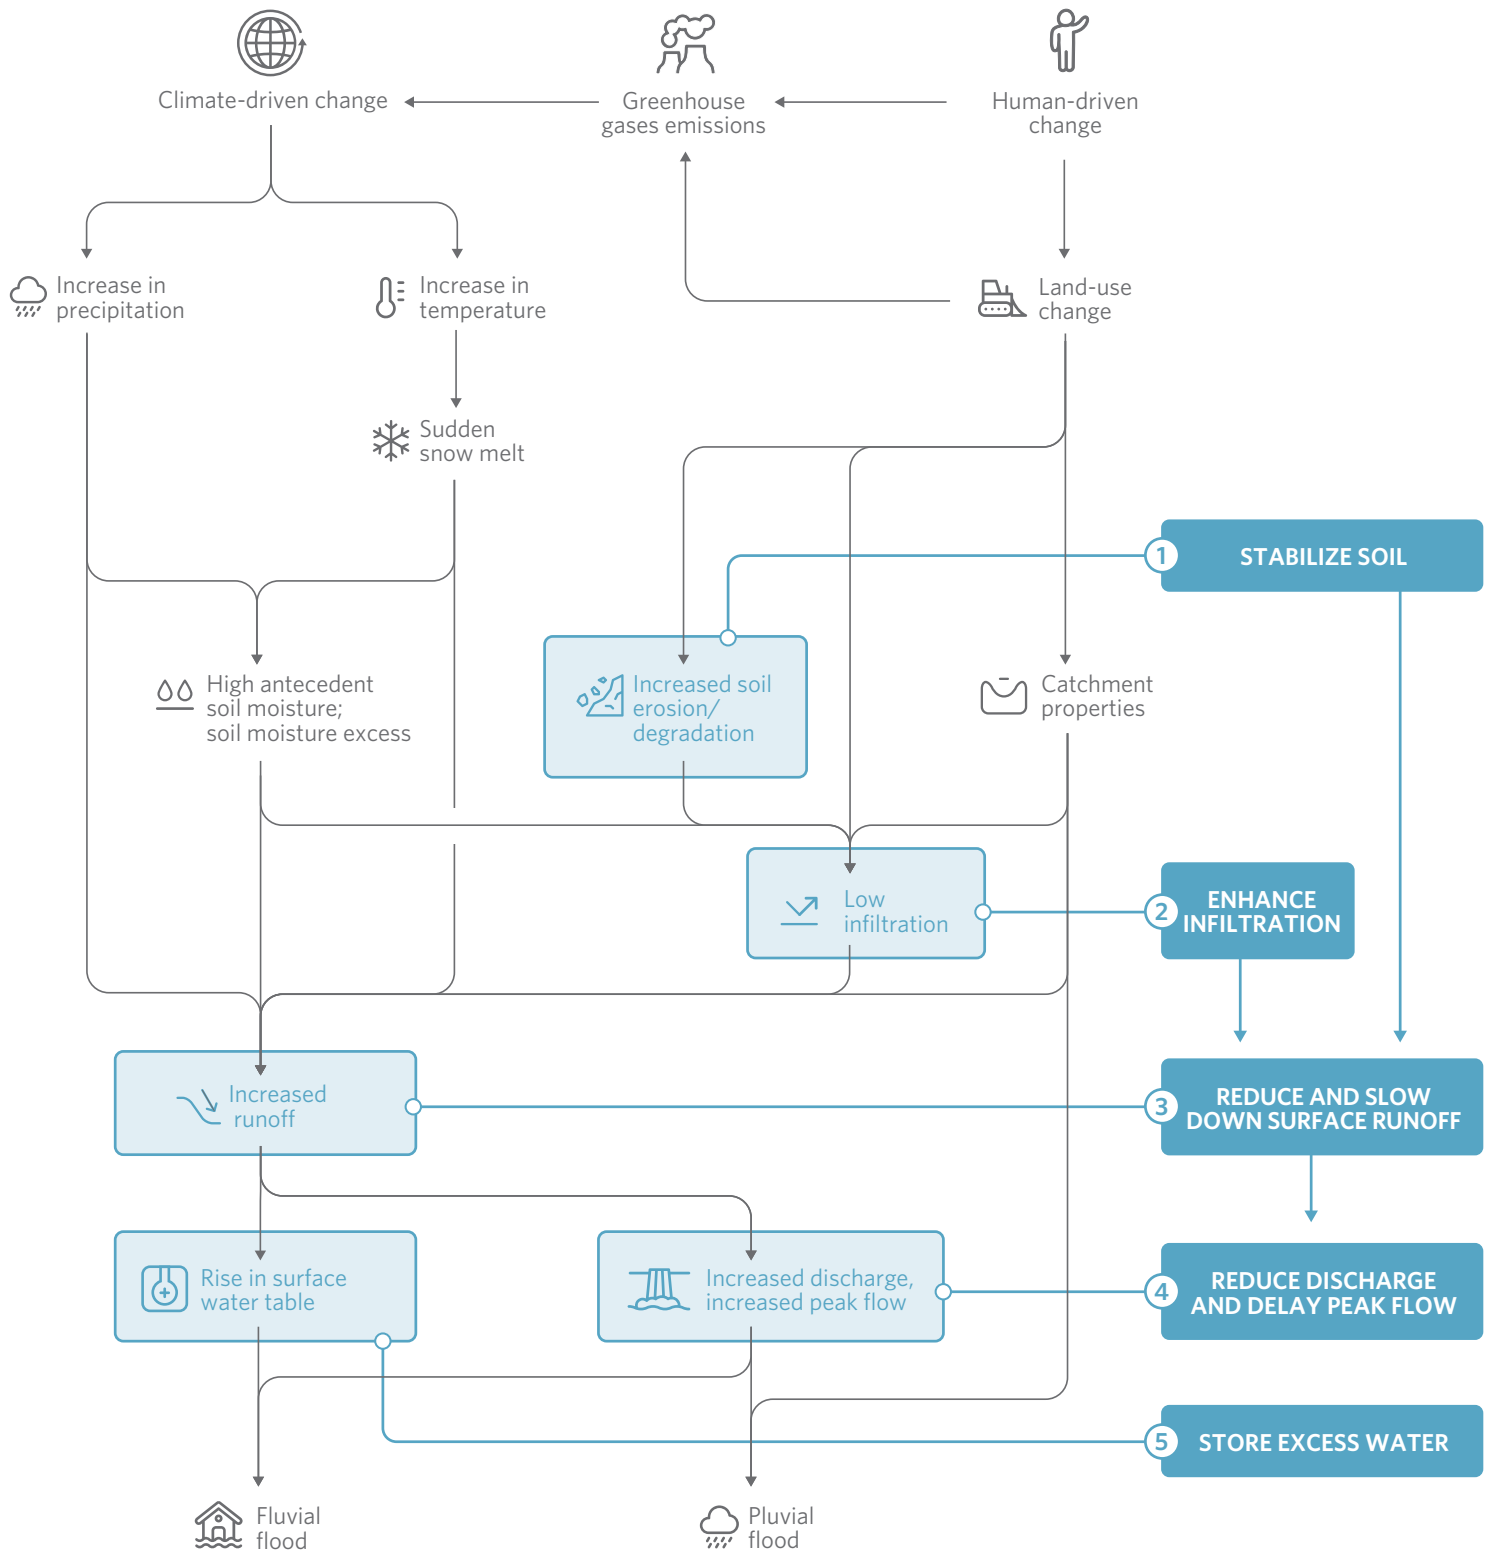 Climate-driven change
Greenhouse
gases emissions
Human-driven
change
Increase in
precipitation
Increase in
temperature
Land-use
change
Sudden
snow melt
1
STABILIZE SOIL
High antecedent
soil moisture;
soil moisture excess
Increased soil
erosion/
degradation
Catchment
properties
Low
infiltration
2
ENHANCE
INFILTRATION
Increased
runoff
3
REDUCE AND SLOW
DOWN SURFACE RUNOFF
Rise in surface
water table
Increased discharge,
increased peak flow
4
REDUCE DISCHARGE
AND DELAY PEAK FLOW
5
STORE EXCESS WATER
Fluvial
flood
Pluvial
flood